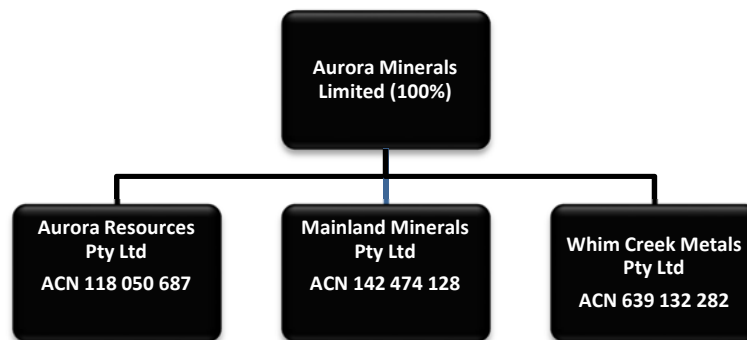 Aurora Minerals
Limited (100%)
Aurora Resources
Pty Ltd
ACN 118 050 687
Mainland Minerals
Pty Ltd
ACN 142 474 128
Whim Creek Metals
Pty Ltd
ACN 639 132 282